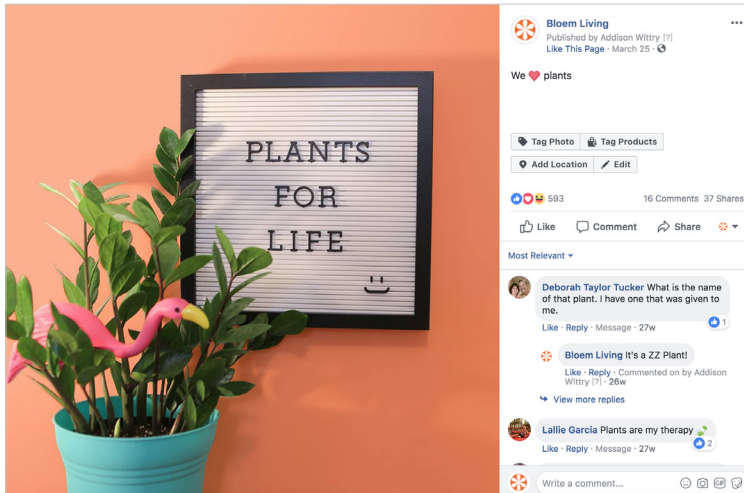 PLANTS
FOR
LIFE
Bloem Living
Published by Addison Wittry [?]
Like This Page · March 25 ·
We ❤️ plants
Tag Photo
Tag Products
Add Location
Edit
593
16 Comments 37 Shares
Like
Comment
Share
Most Relevant
Deborah Taylor Tucker What is the name
of that plant. I have one that was given to
me.
1
Like · Reply · Message · 27w
Bloem Living It's a ZZ Plant!
Like · Reply · Commented on by Addison
Wittry [?] · 26w
View more replies
Lallie Garcia Plants are my therapy
2
Like · Reply · Message · 27w
Write a comment...
GIF